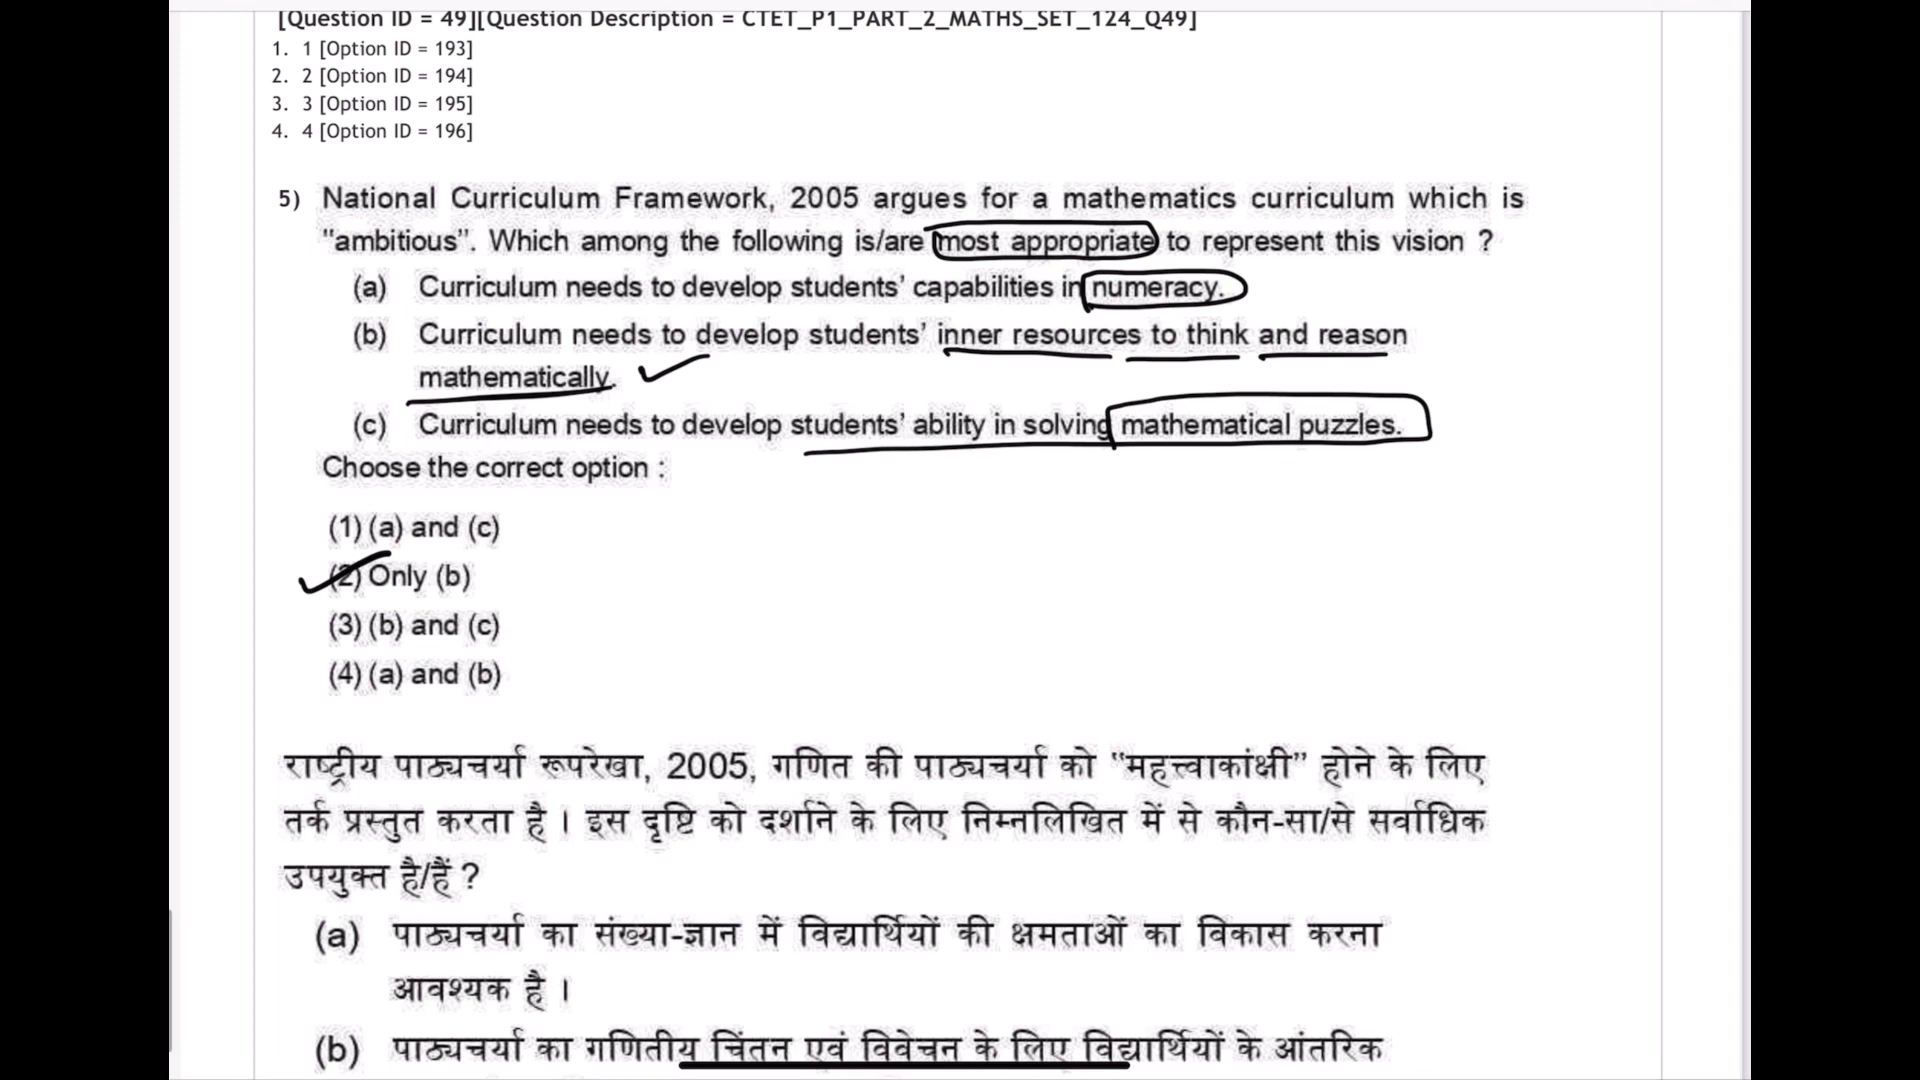 [Question ID = 49][Question Description = CTET_P1_PART_2_MATHS_SET_124_Q49]
1. 1 [Option ID = 193]
2. 2 [Option ID = 194]
3. 3 [Option ID = 195]
4. 4 [Option ID = 196]
5) National Curriculum Framework, 2005 argues for a mathematics curriculum which is
"ambitious". Which among the following is/are most appropriate to represent this vision ?
(a) Curriculum needs to develop students' capabilities in numeracy.
(b) Curriculum needs to develop students' inner resources to think and reason
mathematically.
(c) Curriculum needs to develop students' ability in solving mathematical puzzles.
Choose the correct option :
(1) (a) and (c)
(2) Only (b)
(3) (b) and (c)
(4) (a) and (b)
राष्ट्रीय पाठ्यचर्या रूपरेखा, 2005, गणित की पाठ्यचर्या को "महत्त्वाकांक्षी" होने के लिए
तर्क प्रस्तुत करता है । इस दृष्टि को दर्शाने के लिए निम्नलिखित में से कौन-सा/से सर्वाधिक
उपयुक्त है/हैं ?
(a) पाठ्यचर्या का संख्या-ज्ञान में विद्यार्थियों की क्षमताओं का विकास करना
आवश्यक है ।
(b) पाठ्यचर्या का गणितीय चिंतन एवं विवेचन के लिए विद्यार्थियों के आंतरिक